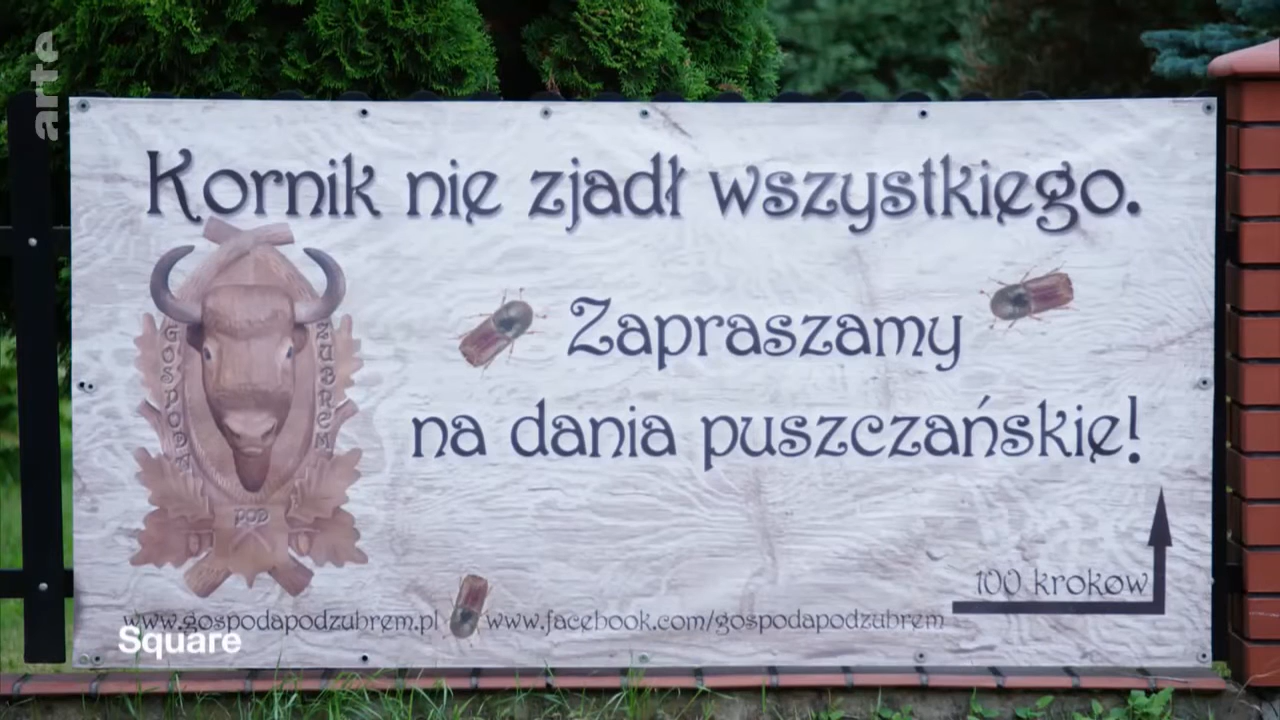 arte
Kornik nie zjadł wszystkiego.
Zapraszamy
na dania puszczańskie!
GOSPODA
POD
ŻUBREM
100 krokow
www.gospodapodzubrem.pl www.facebook.com/gospodapodzubrem
Square